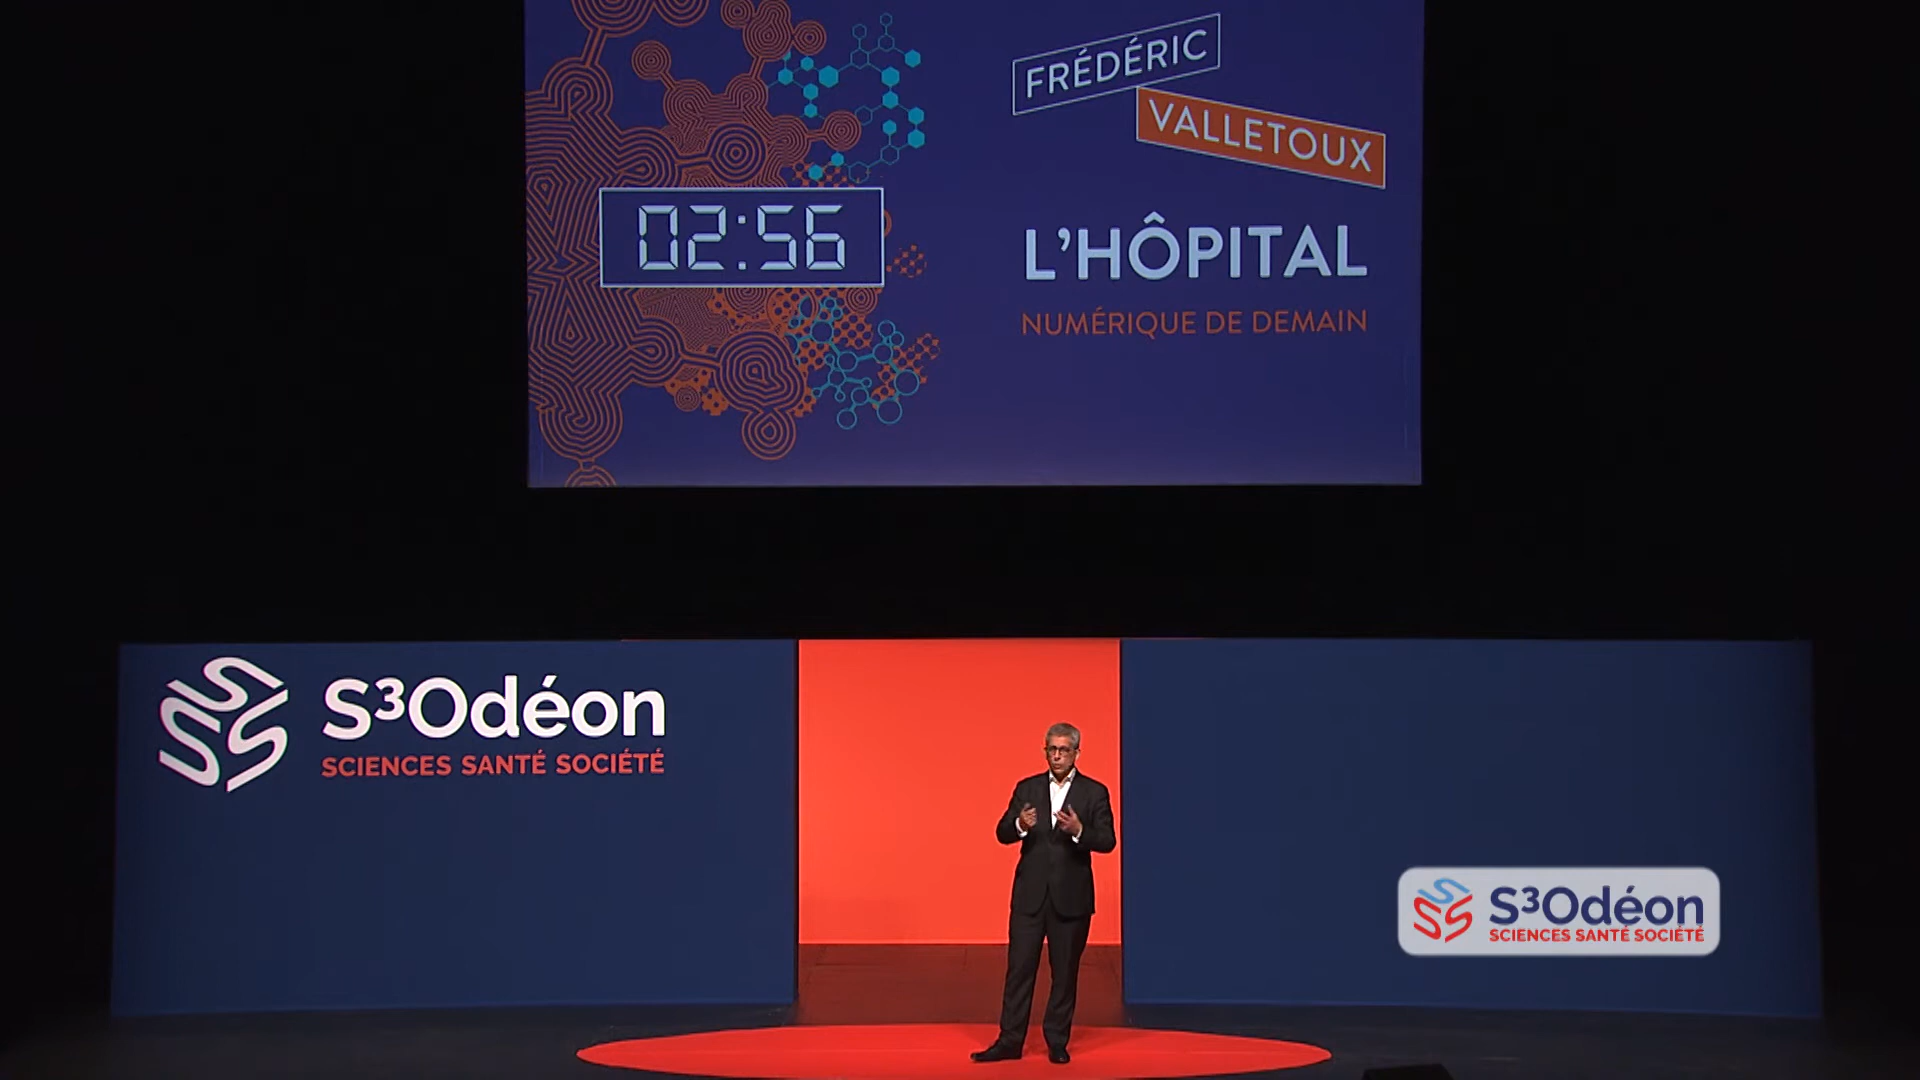 FRÉDÉRIC
VALLETOUX
02:56
L'HÔPITAL
NUMÉRIQUE DE DEMAIN
S³Odéon
SCIENCES SANTÉ SOCIÉTÉ
S³Odéon
SCIENCES SANTÉ SOCIÉTÉ